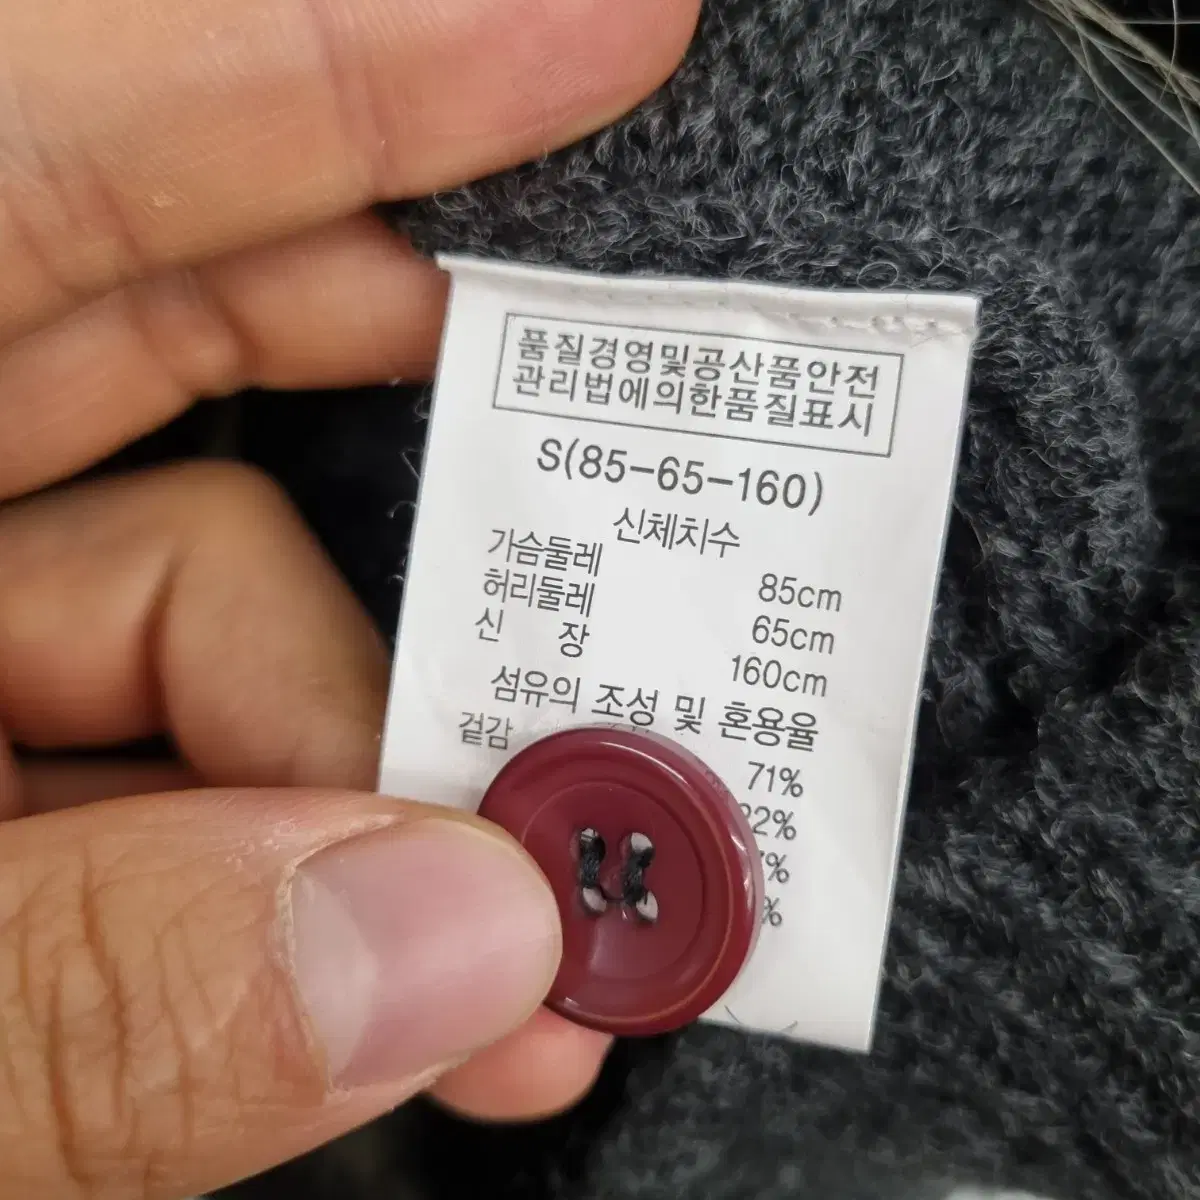 품질경영및공산품안전
관리법에의한품질표시
S(85-65-160)
신체치수
가슴둘레 85cm
허리둘레 65cm
신 장 160cm
섬유의 조성 및 혼용율
겉감 71%